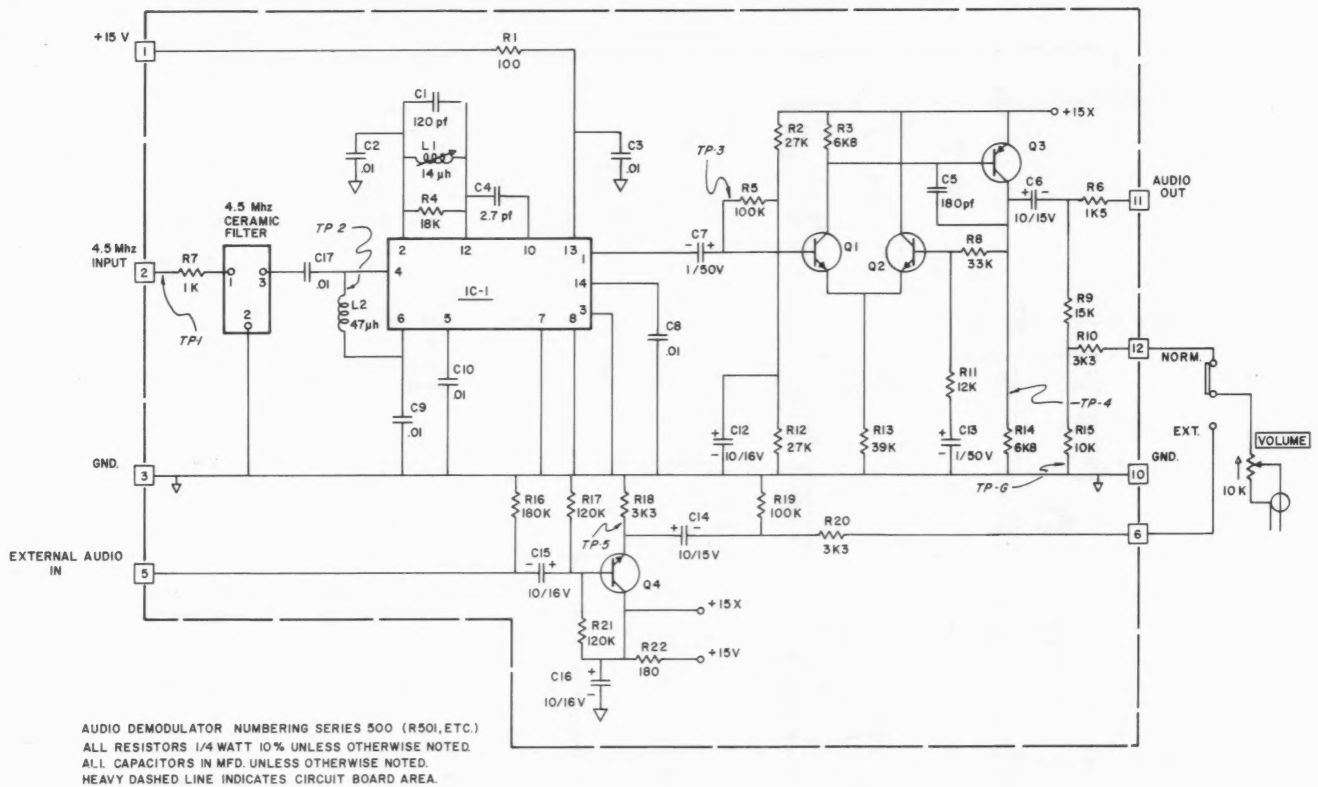 +15 V
1
R1
100
C1
120 pf
C2
.01
L1
14 µh
C3
.01
R4
18K
C4
2.7 pf
4.5 Mhz
CERAMIC
FILTER
TP 2
4.5 Mhz
INPUT
2
R7
1K
1
3
2
TP-1
C17
.01
L2
47µh
2
12
10
13
4
1
IC-1
14
3
6
5
7
8
C10
.01
C9
.01
C8
.01
TP-3
R5
100K
C7
- +
1/50V
R2
27K
R3
6K8
+15X
Q3
C5
180pf
C6
+ -
10/15V
R6
1K5
11
AUDIO
OUT
Q1
Q2
R8
33K
R9
15K
R10
3K3
12
NORM.
R11
12K
TP-4
C12
+
-
10/16V
R12
27K
R13
39K
C13
+
-
1/50V
R14
6K8
R15
10K
EXT.
VOLUME
10K
GND.
3
GND.
10
TP-6
R16
180K
R17
120K
R18
3K3
TP-5
R19
100K
C14
+ -
10/15V
R20
3K3
6
EXTERNAL AUDIO
IN
5
C15
- +
10/16V
Q4
+15X
R21
120K
R22
180
+15V
C16
+
-
10/16V
AUDIO DEMODULATOR NUMBERING SERIES 500 (R501, ETC.)
ALL RESISTORS 1/4 WATT 10% UNLESS OTHERWISE NOTED.
ALL CAPACITORS IN MFD. UNLESS OTHERWISE NOTED.
HEAVY DASHED LINE INDICATES CIRCUIT BOARD AREA.